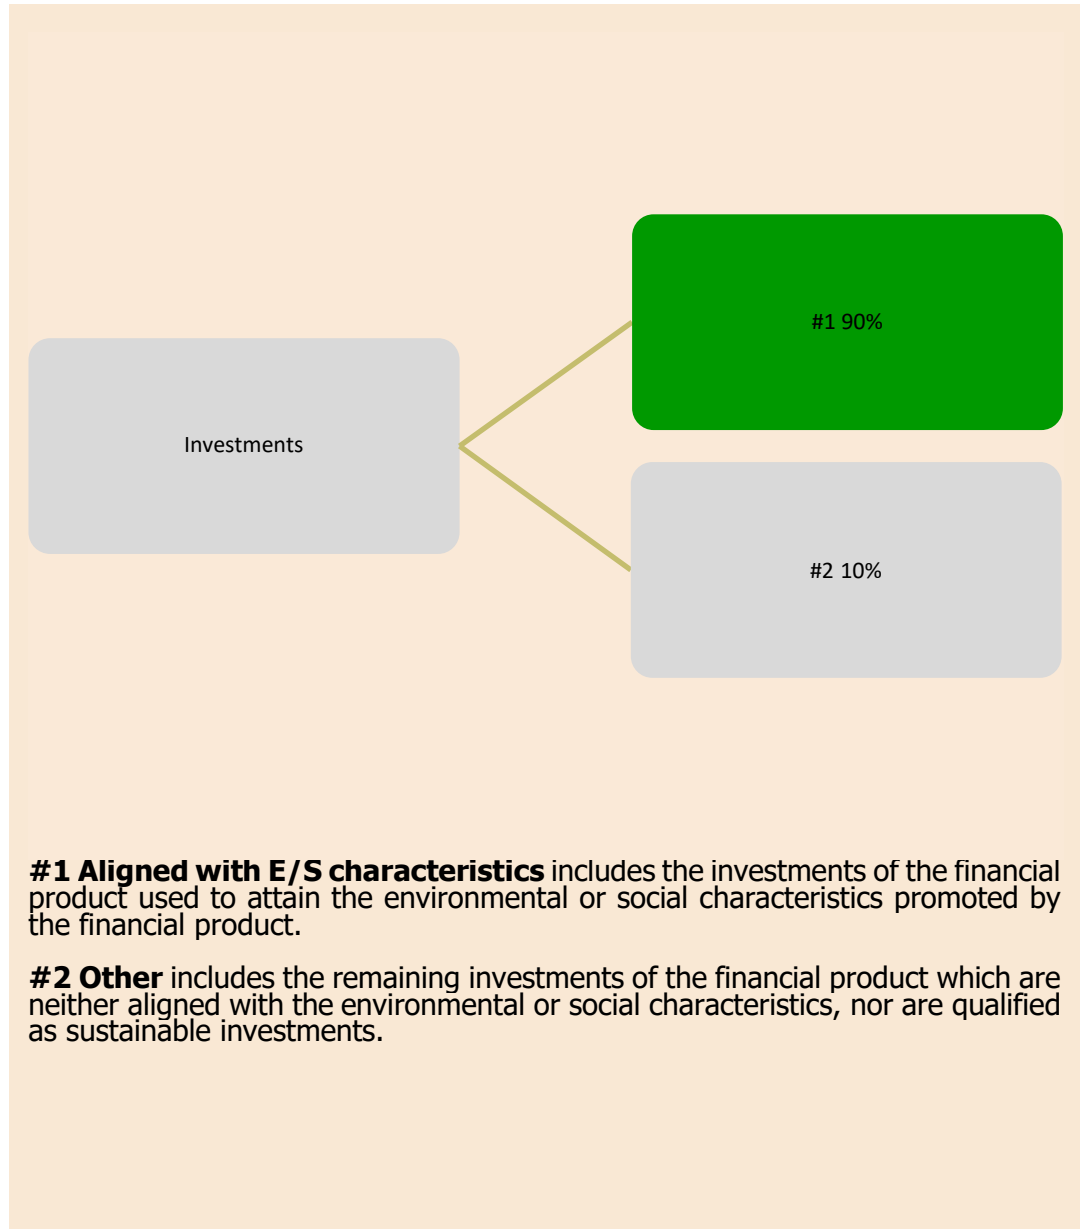 #1 90%
Investments
#2 10%
#1 Aligned with E/S characteristics includes the investments of the financial
product used to attain the environmental or social characteristics promoted by
the financial product.
#2 Other includes the remaining investments of the financial product which are
neither aligned with the environmental or social characteristics, nor are qualified
as sustainable investments.